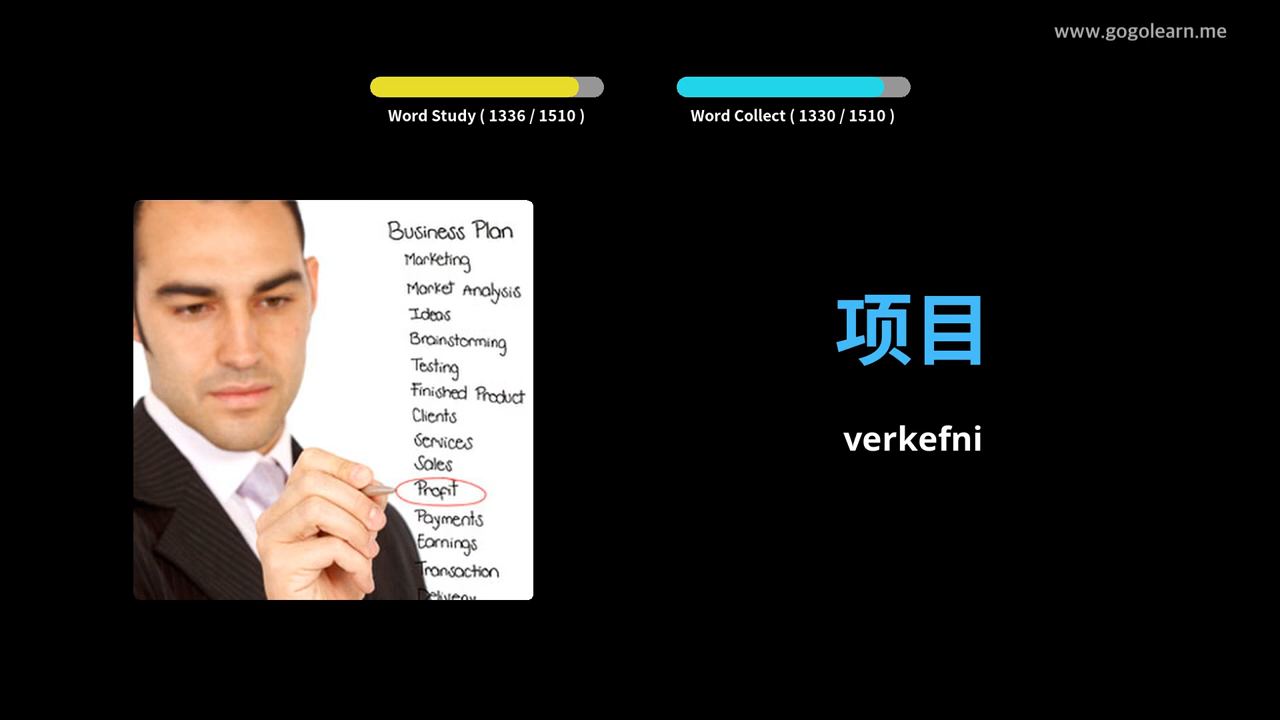 www.gogolearn.me
Word Study ( 1336 / 1510 )
Word Collect ( 1330 / 1510 )
Business Plan
Marketing
Market Analysis
Ideas
Brainstorming
Testing
Finished Product
Clients
Services
Sales
Profit
Payments
Earnings
Transaction
Delivery
项目
verkefni